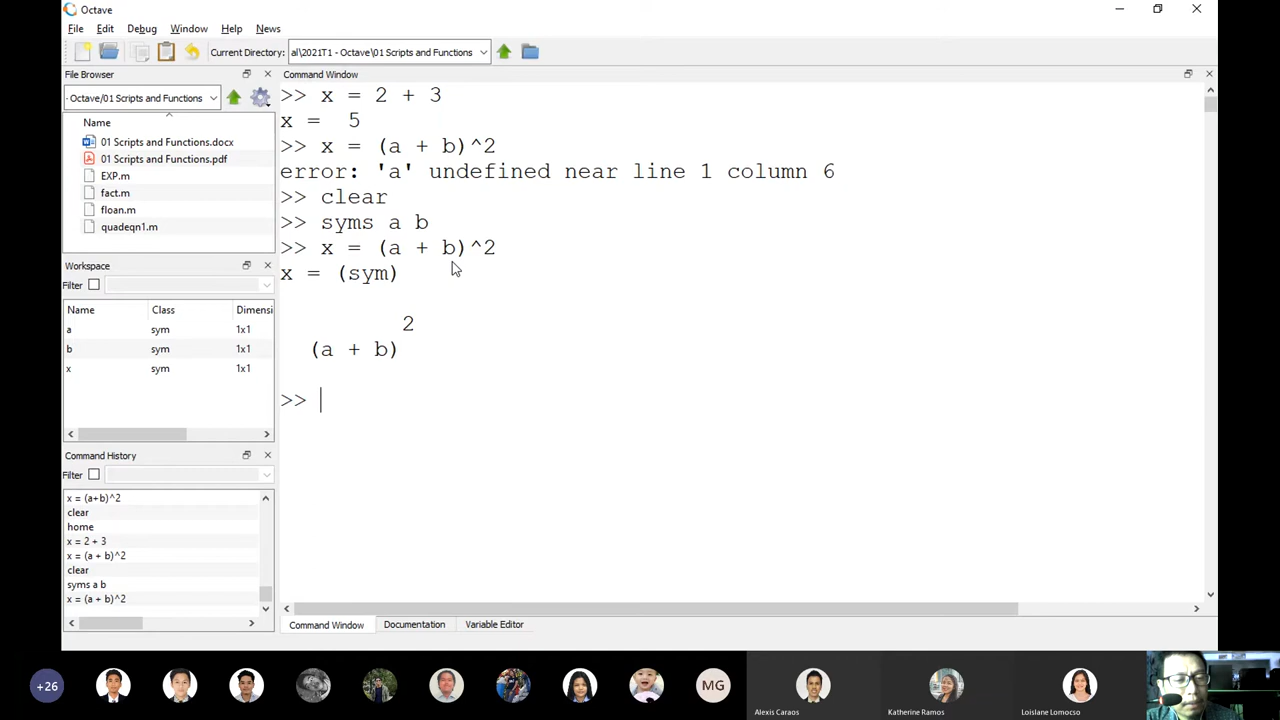 Octave
File Edit Debug Window Help News
Current Directory: al\2021T1 - Octave\01 Scripts and Functions
File Browser
- Octave/01 Scripts and Functions
Name
01 Scripts and Functions.docx
01 Scripts and Functions.pdf
EXP.m
fact.m
floan.m
quadeqn1.m
Workspace
Filter
Name Class Dimensi
a sym 1x1
b sym 1x1
x sym 1x1
Command History
Filter
x = (a+b)^2
clear
home
x = 2 + 3
x = (a + b)^2
clear
syms a b
x = (a + b)^2
Command Window
>> x = 2 + 3
x = 5
>> x = (a + b)^2
error: 'a' undefined near line 1 column 6
>> clear
>> syms a b
>> x = (a + b)^2
x = (sym)
2
(a + b)
>>
Command Window Documentation Variable Editor
+26
MG
Alexis Caraos
Katherine Ramos
Loislane Lomocso